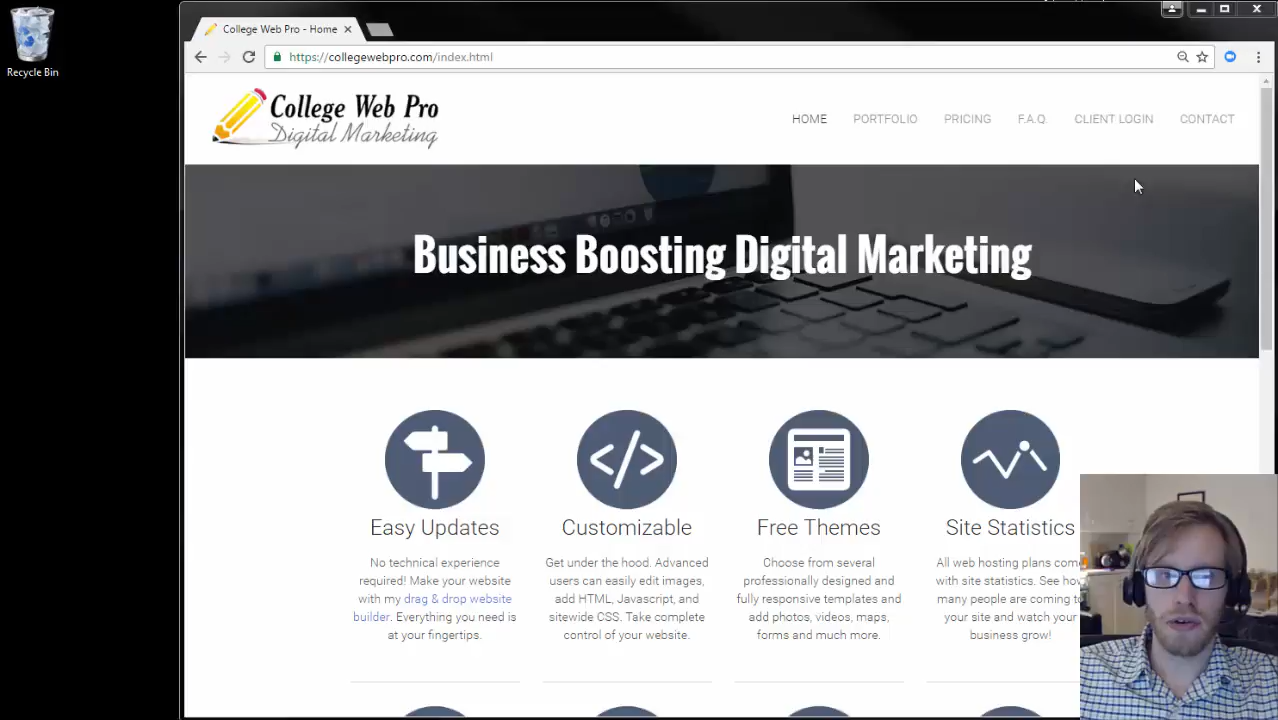 College Web Pro - Home
Recycle Bin
https://collegewebpro.com/index.html
College Web Pro
Digital Marketing
HOME PORTFOLIO PRICING F.A.Q. CLIENT LOGIN CONTACT
Business Boosting Digital Marketing
Easy Updates
No technical experience
required! Make your website
with my drag & drop website
builder. Everything you need is
at your fingertips.
Customizable
Get under the hood. Advanced
users can easily edit images,
add HTML, Javascript, and
sitewide CSS. Take complete
control of your website.
Free Themes
Choose from several
professionally designed and
fully responsive templates and
add photos, videos, maps,
forms and much more.
Site Statistics
All web hosting plans com
with site statistics. See how
many people are coming to
your site and watch your
business grow!